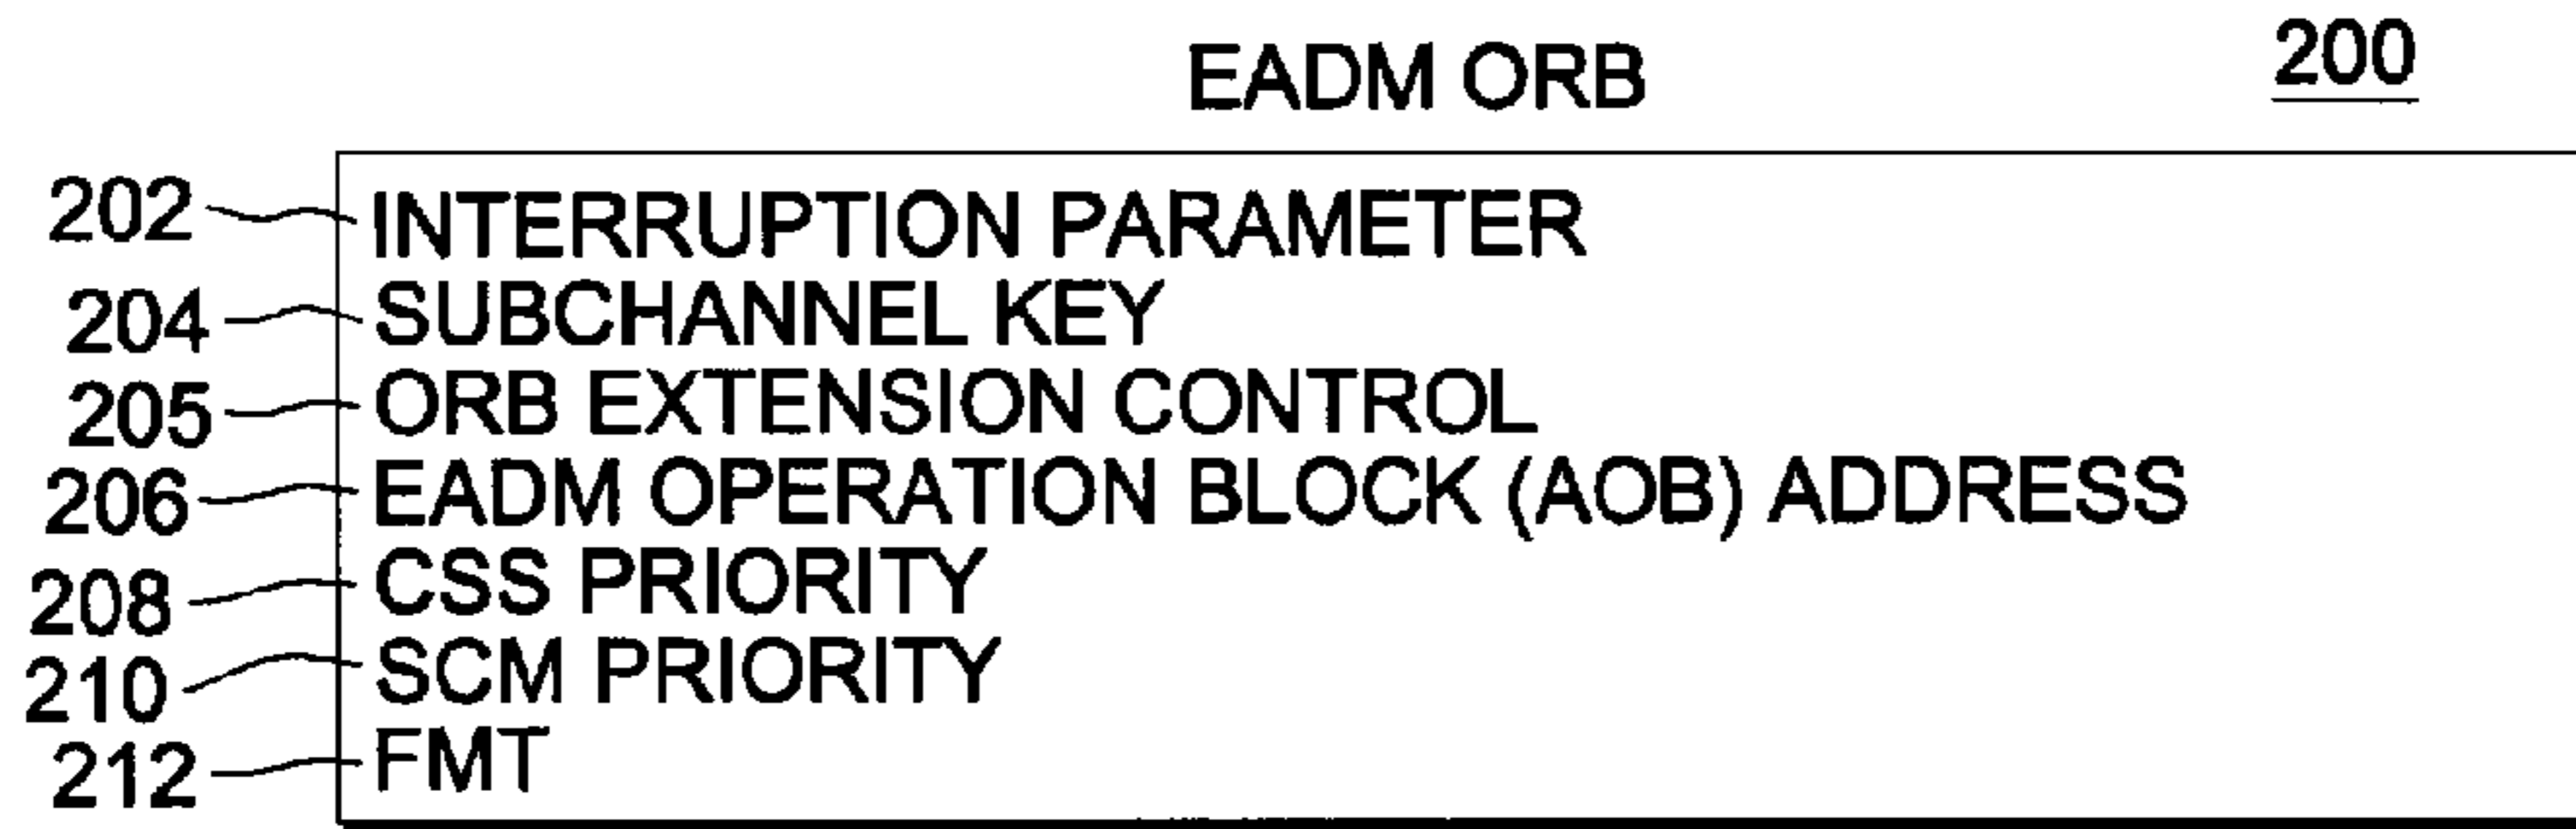 EADM ORB 200
202 INTERRUPTION PARAMETER
204 SUBCHANNEL KEY
205 ORB EXTENSION CONTROL
206 EADM OPERATION BLOCK (AOB) ADDRESS
208 CSS PRIORITY
210 SCM PRIORITY
212 FMT